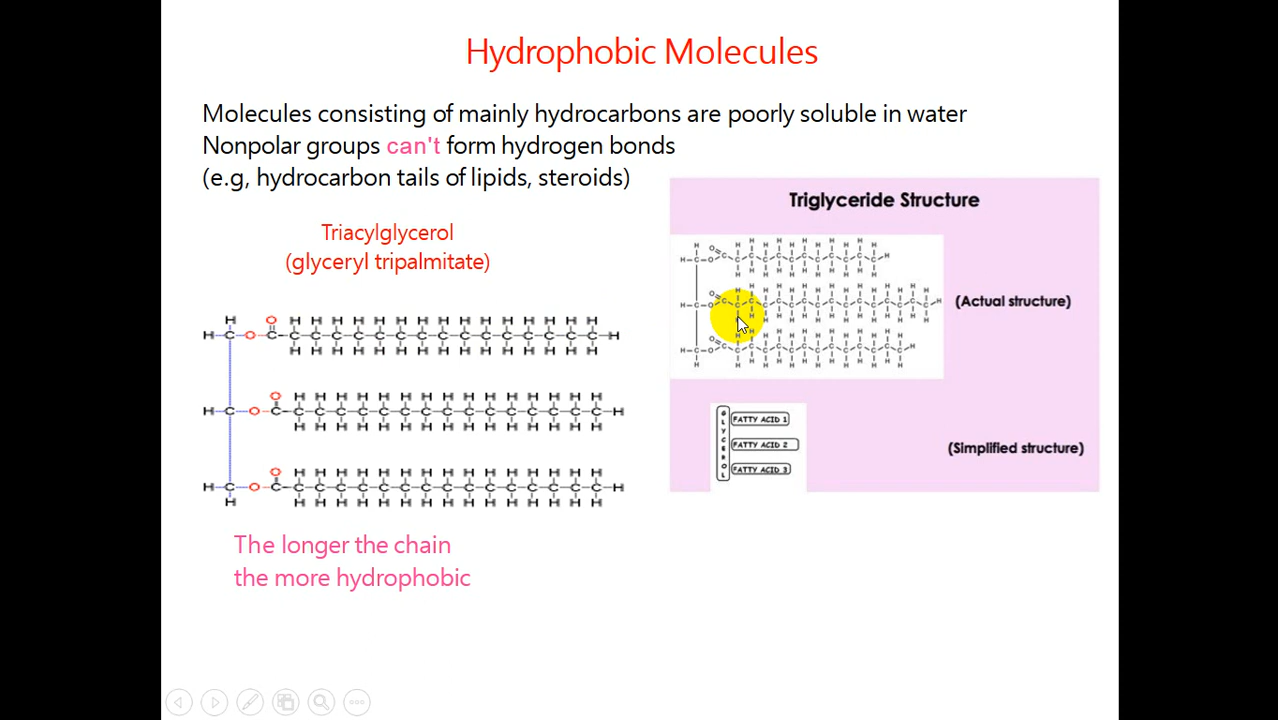 Hydrophobic Molecules
Molecules consisting of mainly hydrocarbons are poorly soluble in water
Nonpolar groups can't form hydrogen bonds
(e.g, hydrocarbon tails of lipids, steroids)
Triacylglycerol
(glyceryl tripalmitate)
H O H H H H H H H H H H H H H H H
H C O C C C C C C C C C C C C C C C C H
H H H H H H H H H H H H H H H
O H H H H H H H H H H H H H H H
H C O C C C C C C C C C C C C C C C C H
H H H H H H H H H H H H H H H
O H H H H H H H H H H H H H H H
H C O C C C C C C C C C C C C C C C C H
H H H H H H H H H H H H H H H H
The longer the chain
the more hydrophobic
Triglyceride Structure
(Actual structure)
GLYCEROL
FATTY ACID 1
FATTY ACID 2
FATTY ACID 3
(Simplified structure)